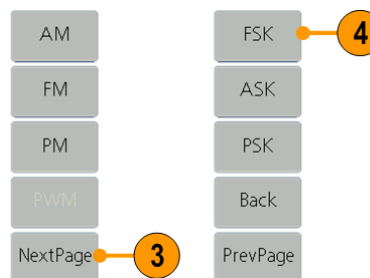 AM
FM
PM
PWM
NextPage
3
FSK
4
ASK
PSK
Back
PrevPage